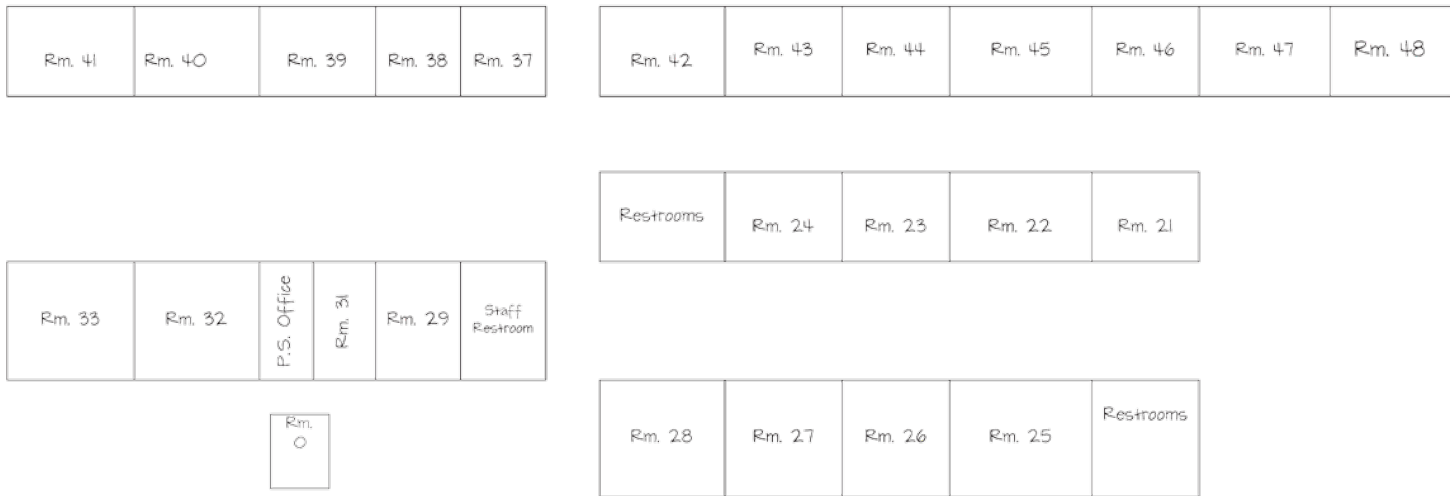 Rm. 41
Rm. 40
Rm. 39
Rm. 38
Rm. 37
Rm. 42
Rm. 43
Rm. 44
Rm. 45
Rm. 46
Rm. 47
Rm. 48
Restrooms
Rm. 24
Rm. 23
Rm. 22
Rm. 21
Rm. 33
Rm. 32
P.S. Office
Rm. 31
Rm. 29
Staff
Restroom
Rm.
0
Rm. 28
Rm. 27
Rm. 26
Rm. 25
Restrooms